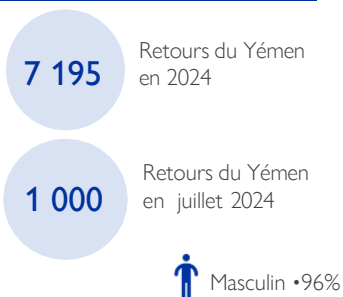 7 195
Retours du Yémen
en 2024
1 000
Retours du Yémen
en juillet 2024
Masculin •96%